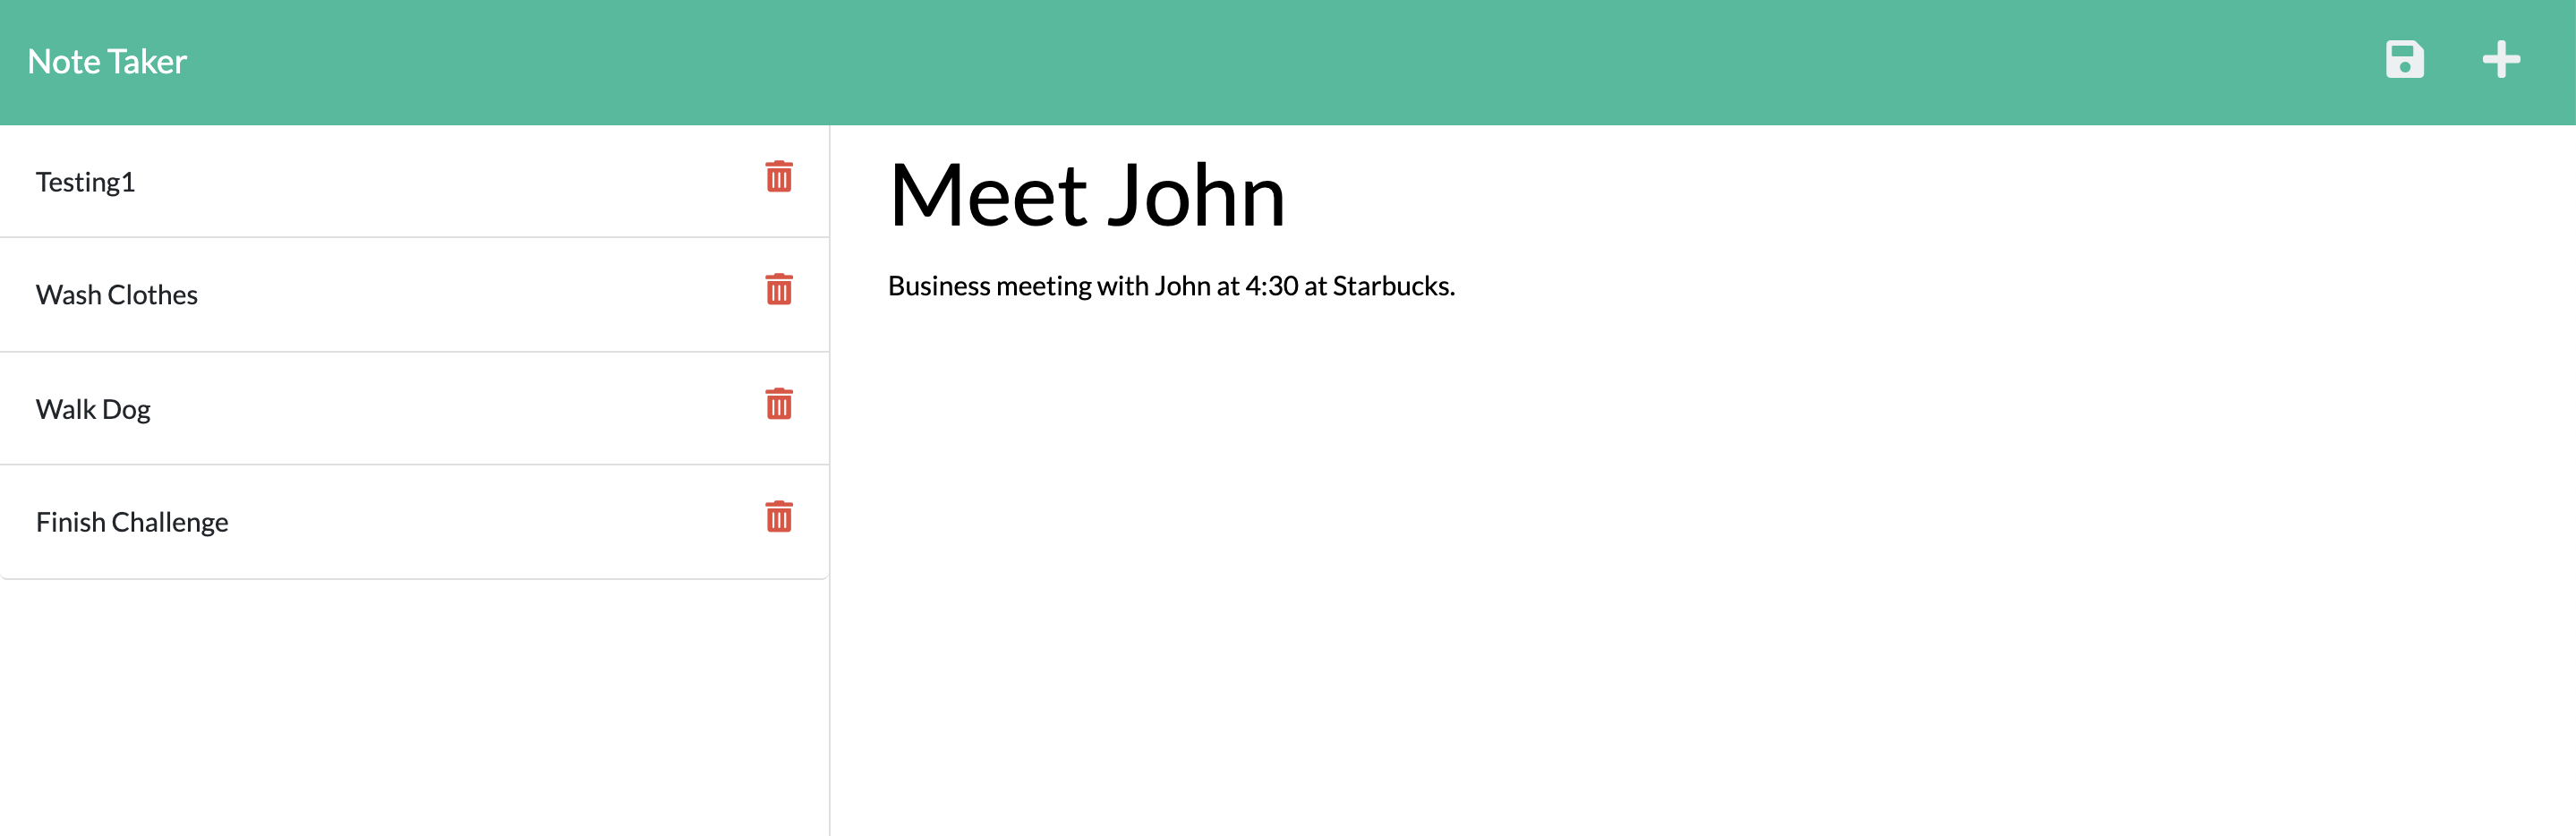 Note Taker
Testing1
Wash Clothes
Walk Dog
Finish Challenge
Meet John
Business meeting with John at 4:30 at Starbucks.